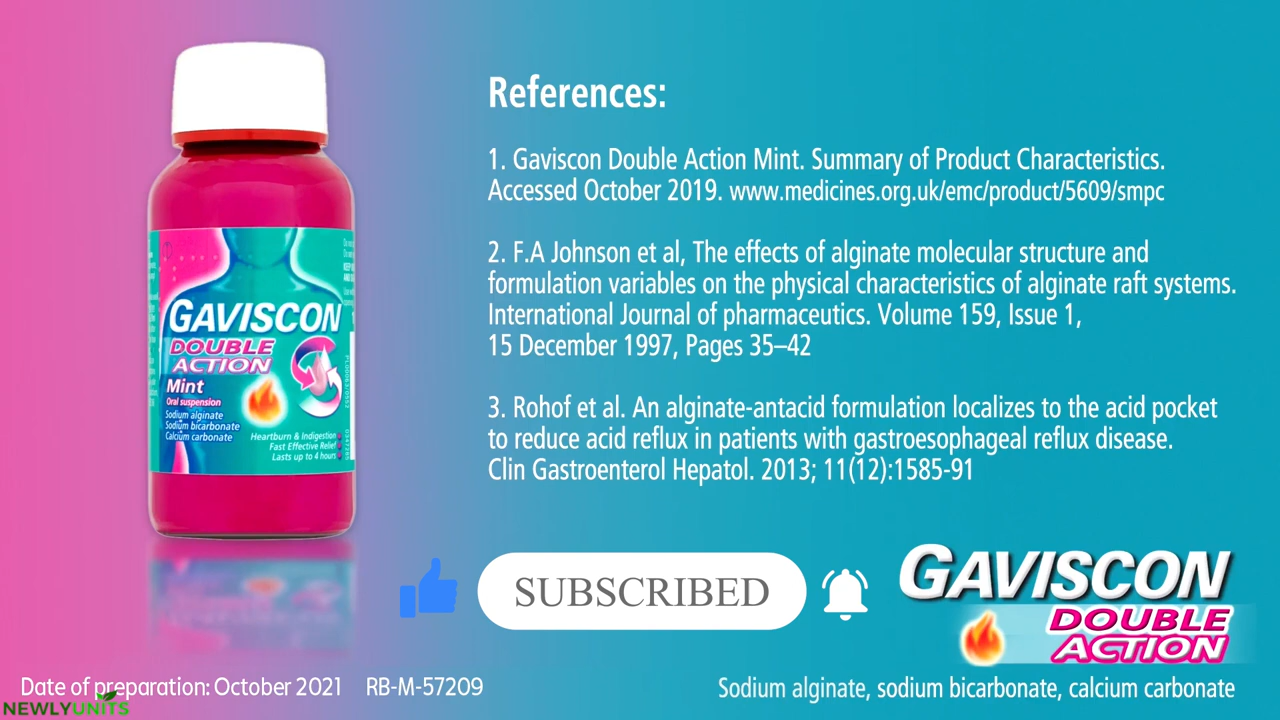 References:
1. Gaviscon Double Action Mint. Summary of Product Characteristics.
Accessed October 2019. www.medicines.org.uk/emc/product/5609/smpc
2. F.A Johnson et al, The effects of alginate molecular structure and
formulation variables on the physical characteristics of alginate raft systems.
International Journal of pharmaceutics. Volume 159, Issue 1,
15 December 1997, Pages 35–42
3. Rohof et al. An alginate-antacid formulation localizes to the acid pocket
to reduce acid reflux in patients with gastroesophageal reflux disease.
Clin Gastroenterol Hepatol. 2013; 11(12):1585-91
GAVISCON
DOUBLE
ACTION
Mint
Oral suspension
Sodium alginate
Sodium bicarbonate
Calcium carbonate
Heartburn & Indigestion
Fast Effective Relief
Lasts up to 4 hours
SUBSCRIBED
GAVISCON
DOUBLE
ACTION
Date of preparation: October 2021 RB-M-57209
Sodium alginate, sodium bicarbonate, calcium carbonate
NEWLYUNITS